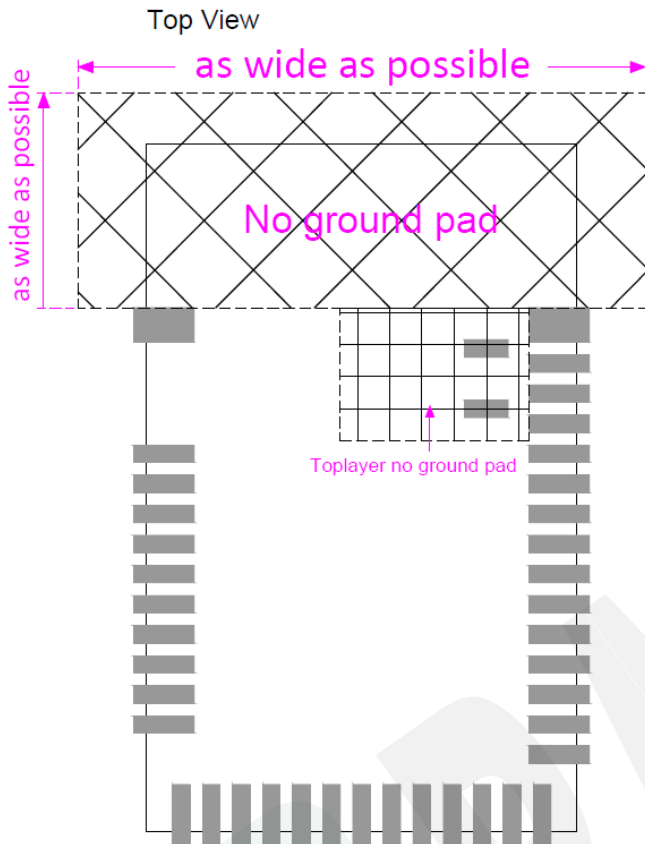 Top View
as wide as possible
as wide as possible
No ground pad
Toplayer no ground pad